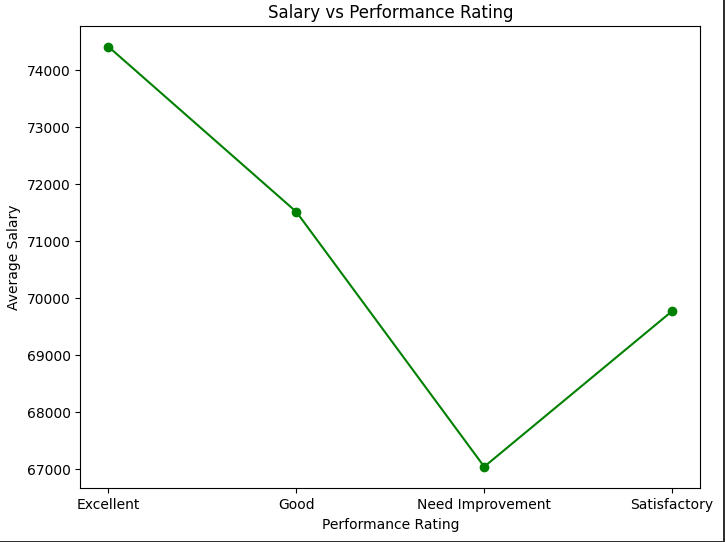 Salary vs Performance Rating
Average Salary
74000
73000
72000
71000
70000
69000
68000
67000
Excellent Good Need Improvement Satisfactory
Performance Rating